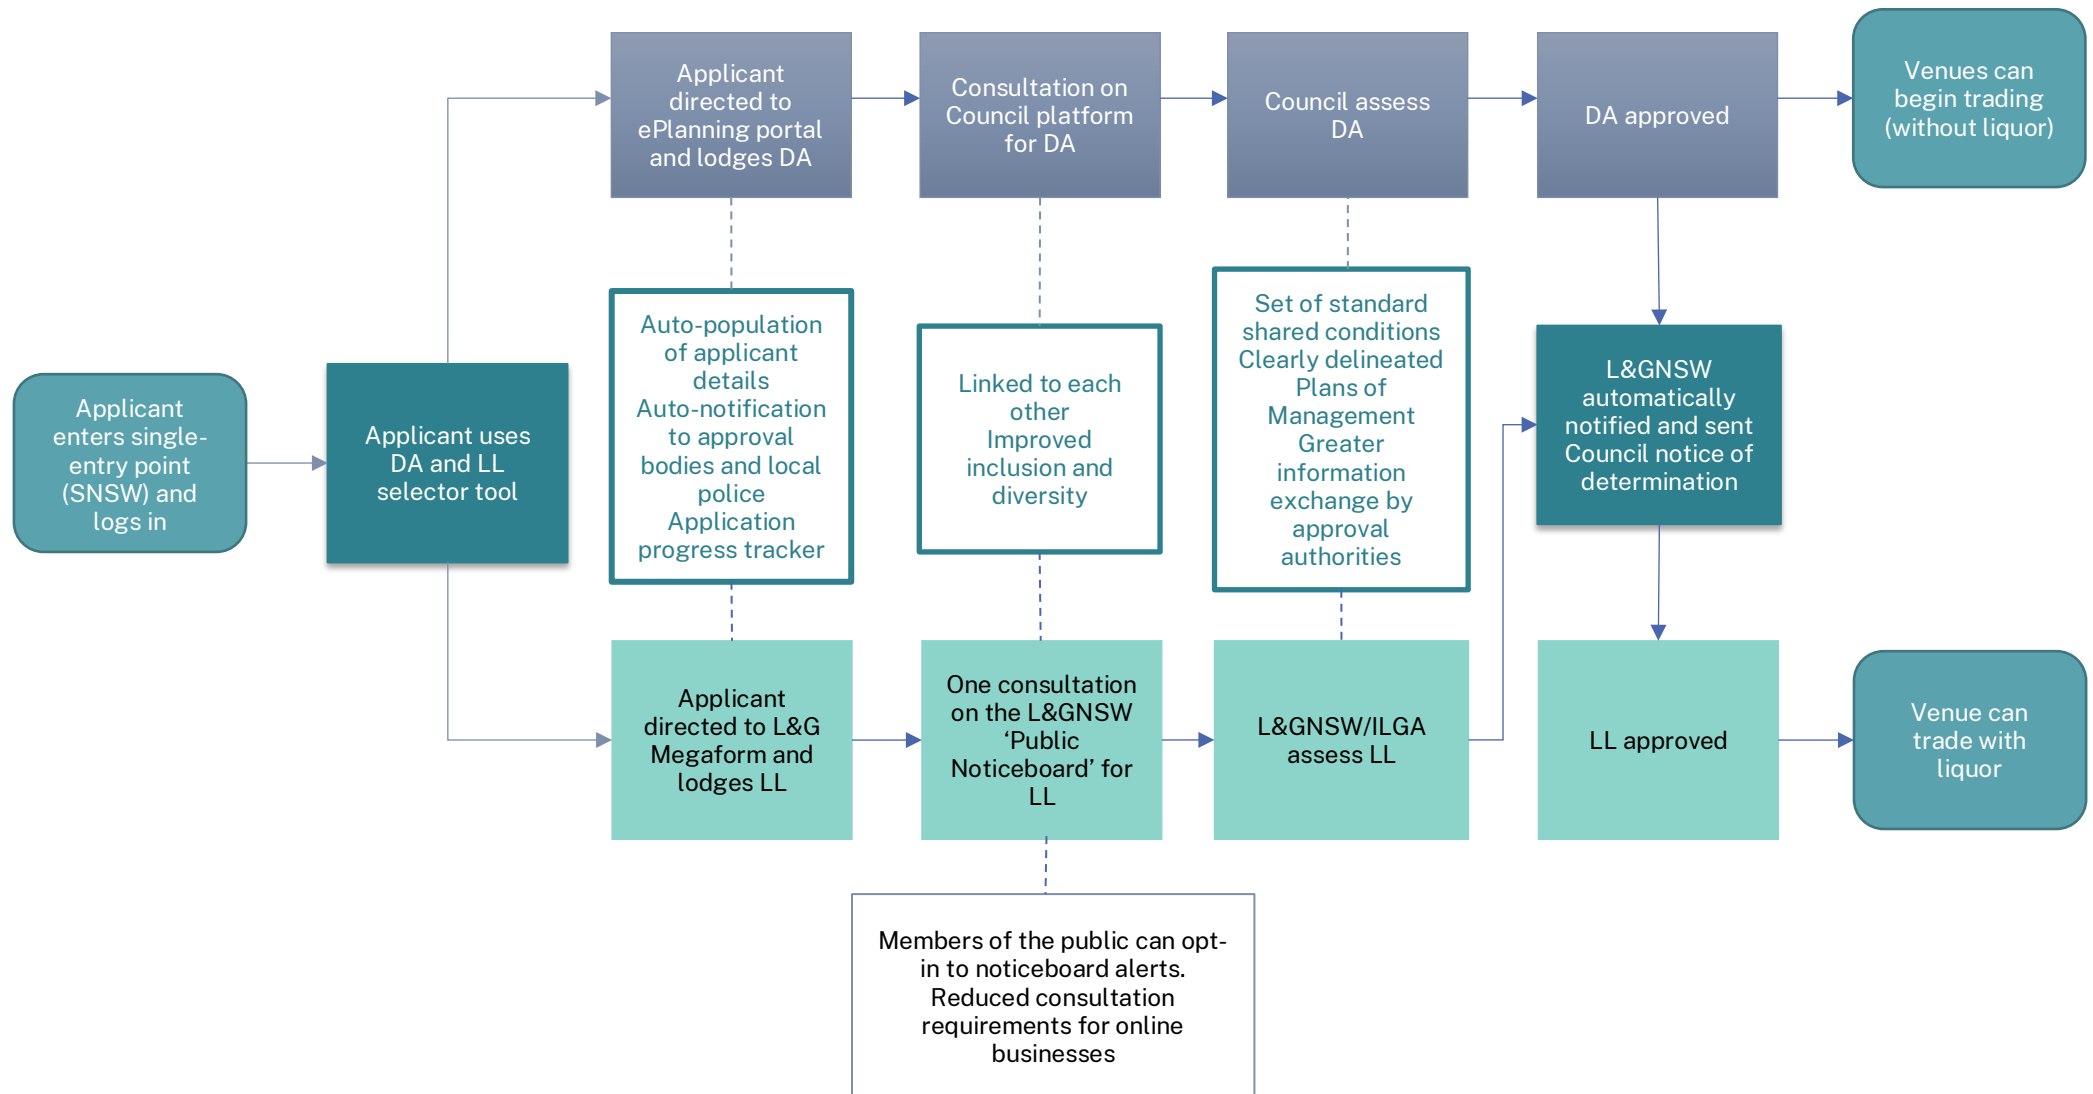 Applicant
directed to
ePlanning portal
and lodges DA
Consultation on
Council platform
for DA
Council assess
DA
DA approved
Venues can
begin trading
(without liquor)
Applicant
enters single-
entry point
(SNSW) and
logs in
Applicant uses
DA and LL
selector tool
Auto-population
of applicant
details
Auto-notification
to approval
bodies and local
police
Application
progress tracker
Linked to each
other
Improved
inclusion and
diversity
Set of standard
shared conditions
Clearly delineated
Plans of
Management
Greater
information
exchange by
approval
authorities
L&GNSW
automatically
notified and sent
Council notice of
determination
Applicant
directed to L&G
Megaform and
lodges LL
One consultation
on the L&GNSW
‘Public
Noticeboard’ for
LL
L&GNSW/ILGA
assess LL
LL approved
Venue can
trade with
liquor
Members of the public can opt-
in to noticeboard alerts.
Reduced consultation
requirements for online
businesses